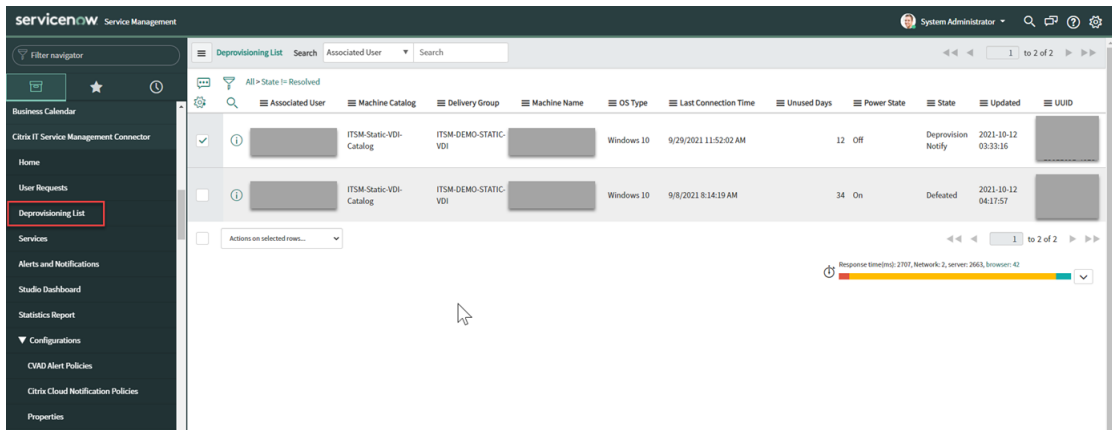 servicenow Service Management
System Administrator
Filter navigator
Deprovisioning List Search Associated User Search
1 to 2 of 2
All > State != Resolved
Associated User Machine Catalog Delivery Group Machine Name OS Type Last Connection Time Unused Days Power State State Updated UUID
ITSM-Static-VDI-Catalog ITSM-DEMO-STATIC-VDI Windows 10 9/29/2021 11:52:02 AM 12 Off Deprovision Notify 2021-10-12 03:33:16
ITSM-Static-VDI-Catalog ITSM-DEMO-STATIC-VDI Windows 10 9/8/2021 8:14:19 AM 34 On Defeated 2021-10-12 04:17:57
Actions on selected rows...
1 to 2 of 2
Response time(ms): 2707, Network: 2, server: 2663, browser: 42
Business Calendar
Citrix IT Service Management Connector
Home
User Requests
Deprovisioning List
Services
Alerts and Notifications
Studio Dashboard
Statistics Report
Configurations
CVAD Alert Policies
Citrix Cloud Notification Policies
Properties